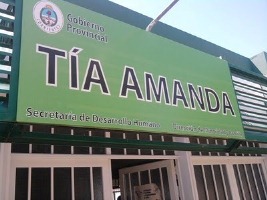 Gobierno
Provincial
TÍA AMANDA
Secretaría de Desarrollo Humano